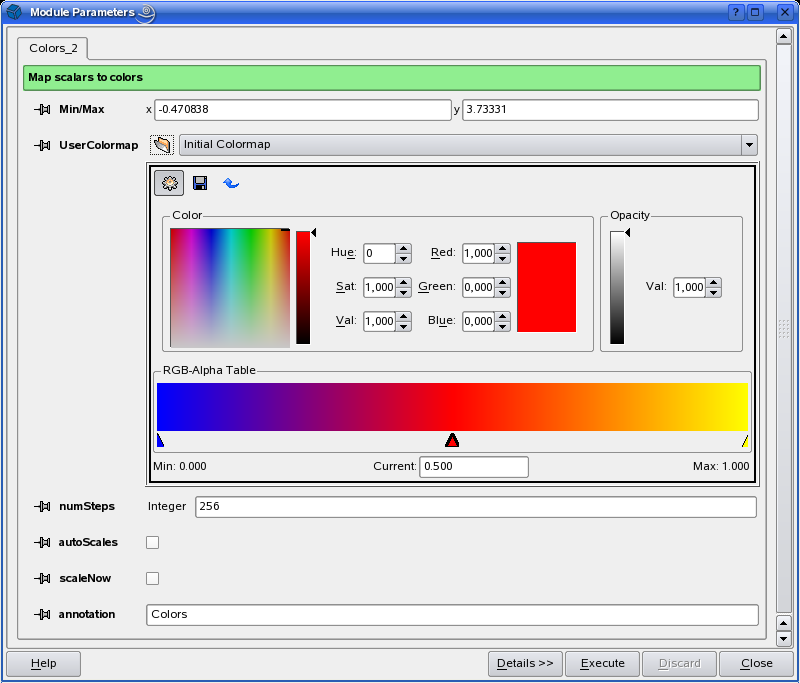 Module Parameters
?
Colors_2
Map scalars to colors
Min/Max x -0.470838 y 3.73331
UserColormap Initial Colormap
Color Opacity
Hue: 0 Red: 1,000
Sat: 1,000 Green: 0,000 Val: 1,000
Val: 1,000 Blue: 0,000
RGB-Alpha Table
Min: 0.000 Current: 0.500 Max: 1.000
numSteps Integer 256
autoScales
scaleNow
annotation Colors
Help Details >> Execute Discard Close